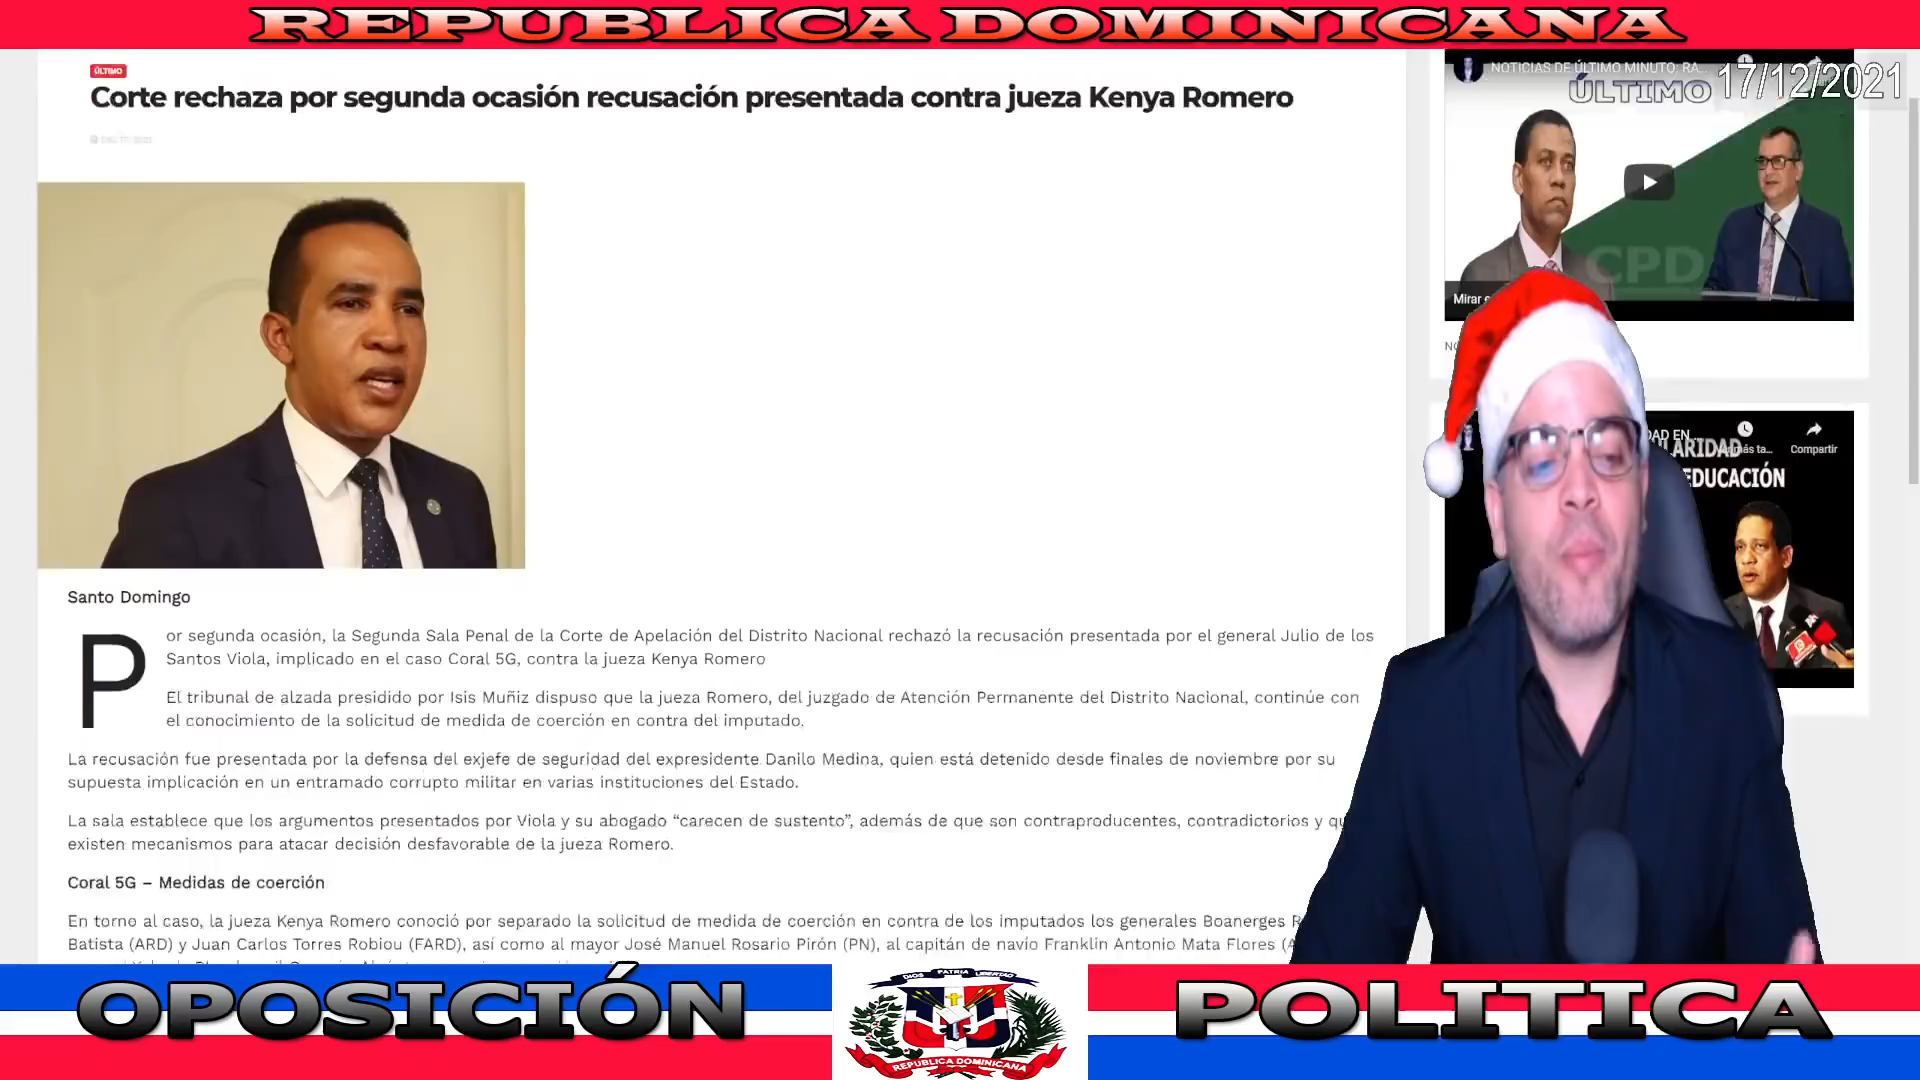 REPUBLICA DOMINICANA
17/12/2021
ÚLTIMO
Corte rechaza por segunda ocasión recusación presentada contra jueza Kenya Romero
Santo Domingo
Por segunda ocasión, la Segunda Sala Penal de la Corte de Apelación del Distrito Nacional rechazó la recusación presentada por el general Julio de los
Santos Viola, implicado en el caso Coral 5G, contra la jueza Kenya Romero
El tribunal de alzada presidido por Isis Muñiz dispuso que la jueza Romero, del juzgado de Atención Permanente del Distrito Nacional, continúe con
el conocimiento de la solicitud de medida de coerción en contra del imputado.
La recusación fue presentada por la defensa del exjefe de seguridad del expresidente Danilo Medina, quien está detenido desde finales de noviembre por su
supuesta implicación en un entramado corrupto militar en varias instituciones del Estado.
La sala establece que los argumentos presentados por Viola y su abogado “carecen de sustento”, además de que son contraproducentes, contradictorios y
existen mecanismos para atacar decisión desfavorable de la jueza Romero.
Coral 5G – Medidas de coerción
En torno al caso, la jueza Kenya Romero conoció por separado la solicitud de medida de coerción en contra de los imputados los generales Boanerges
Batista (ARD) y Juan Carlos Torres Robiou (FARD), así como al mayor José Manuel Rosario Pirón (PN), al capitán de navío Franklin Antonio Mata Flores
NOTICIAS DE ÚLTIMO MINUTO: RA...
ÚLTIMO
CPD
Mirar
DAD EN...
más ta...
Compartir
LARIDAD
EDUCACIÓN
OPOSICIÓN
DIOS PATRIA LIBERTAD
REPUBLICA DOMINICANA
POLITICA